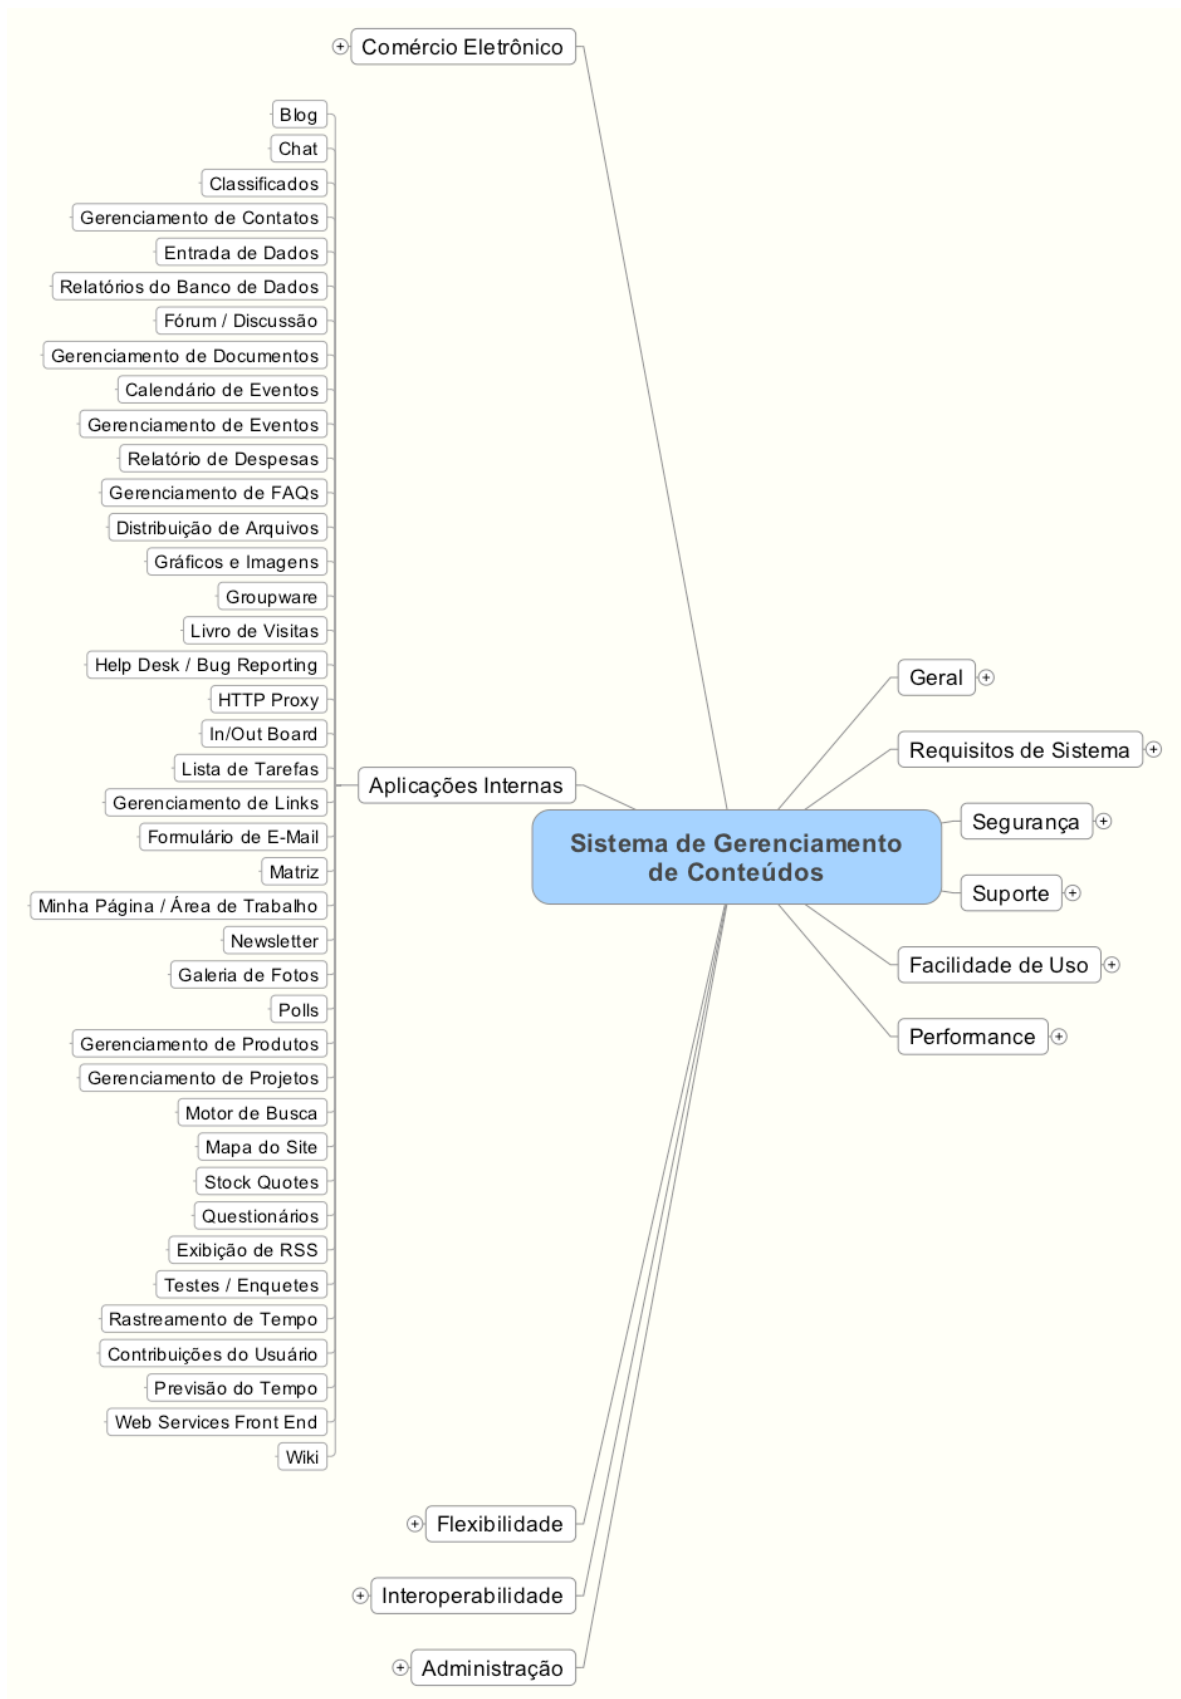 Comércio Eletrônico
Blog
Chat
Classificados
Gerenciamento de Contatos
Entrada de Dados
Relatórios do Banco de Dados
Fórum / Discussão
Gerenciamento de Documentos
Calendário de Eventos
Gerenciamento de Eventos
Relatório de Despesas
Gerenciamento de FAQs
Distribuição de Arquivos
Gráficos e Imagens
Groupware
Livro de Visitas
Help Desk / Bug Reporting
HTTP Proxy
In/Out Board
Lista de Tarefas
Gerenciamento de Links
Formulário de E-Mail
Matriz
Minha Página / Área de Trabalho
Newsletter
Galeria de Fotos
Polls
Gerenciamento de Produtos
Gerenciamento de Projetos
Motor de Busca
Mapa do Site
Stock Quotes
Questionários
Exibição de RSS
Testes / Enquetes
Rastreamento de Tempo
Contribuições do Usuário
Previsão do Tempo
Web Services Front End
Wiki
Aplicações Internas
Sistema de Gerenciamento
de Conteúdos
Geral
Requisitos de Sistema
Segurança
Suporte
Facilidade de Uso
Performance
Flexibilidade
Interoperabilidade
Administração